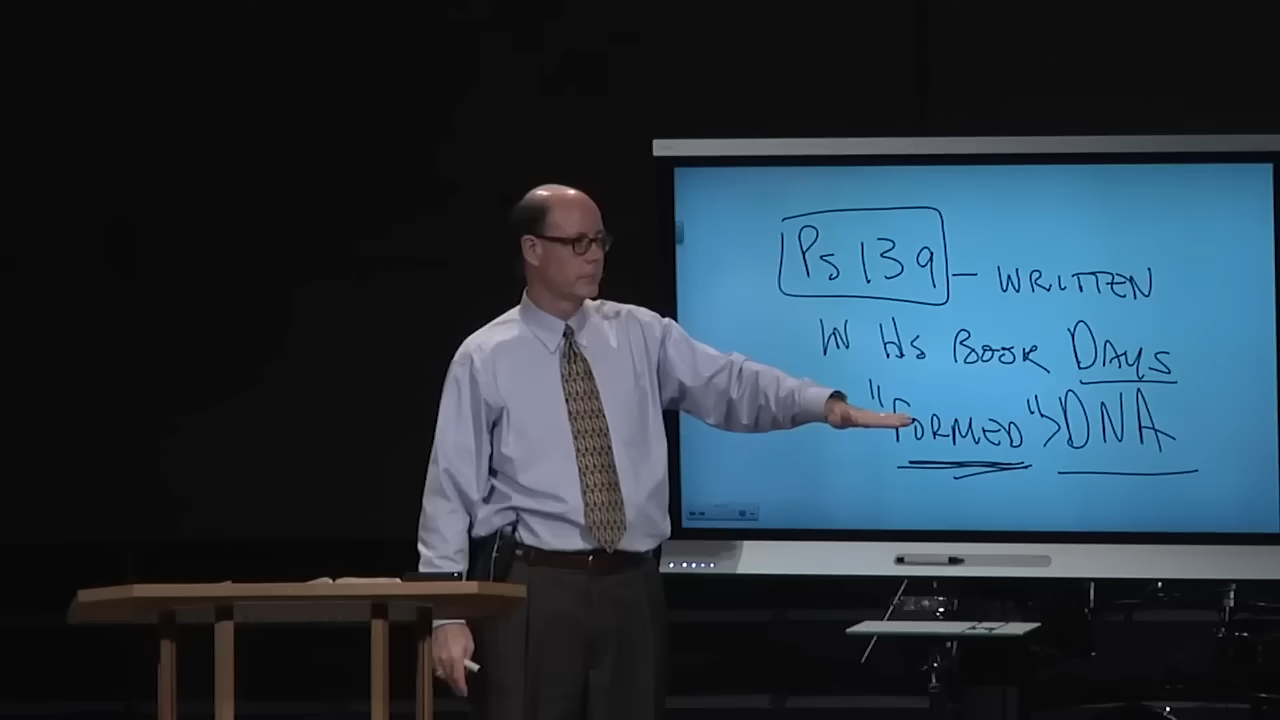 Ps 139 – WRITTEN
IN HIS BOOK DAYS
"FORMED" > DNA